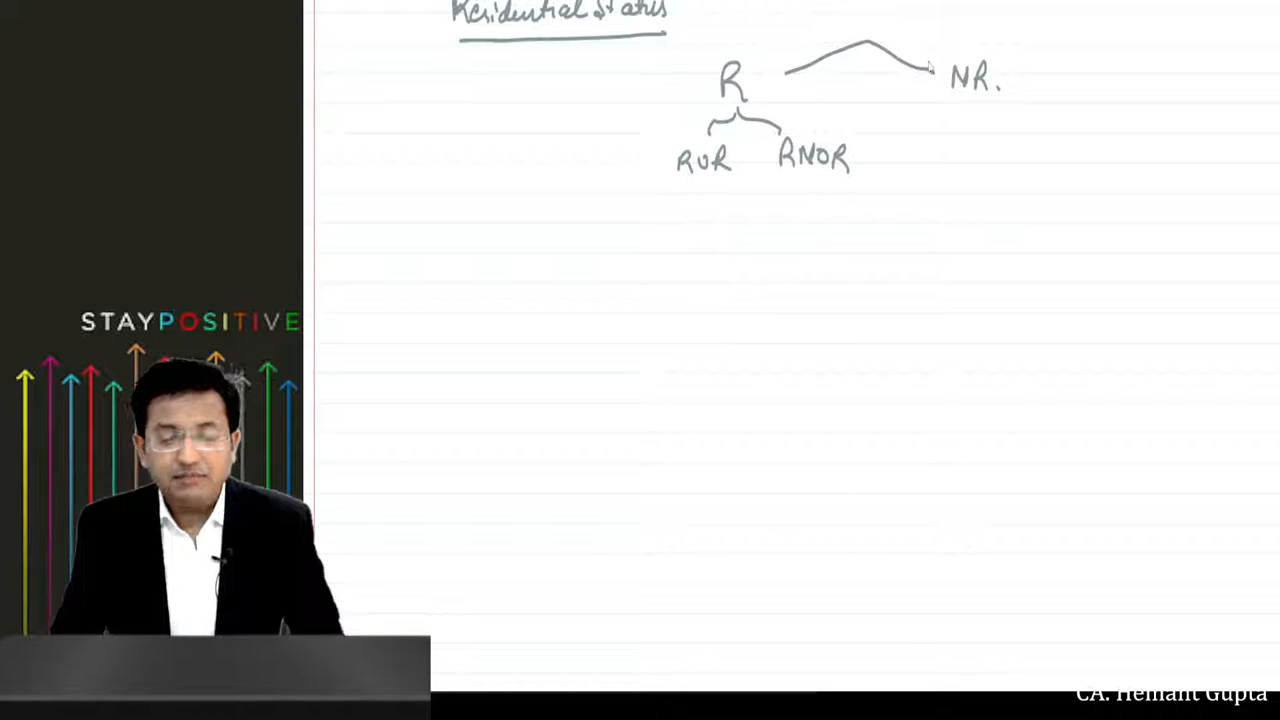 Residential Status
R NR.
ROR RNOR
STAYPOSITIVE
CA. Hemant Gupta